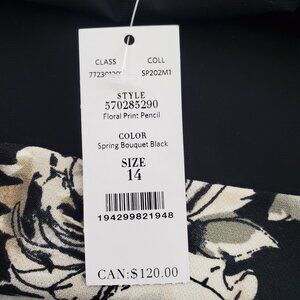 CLASS COLL
SP202M1
STYLE
570285290
Floral Print Pencil
COLOR
Spring Bouquet Black
SIZE
14
194299821948
CAN:$120.00